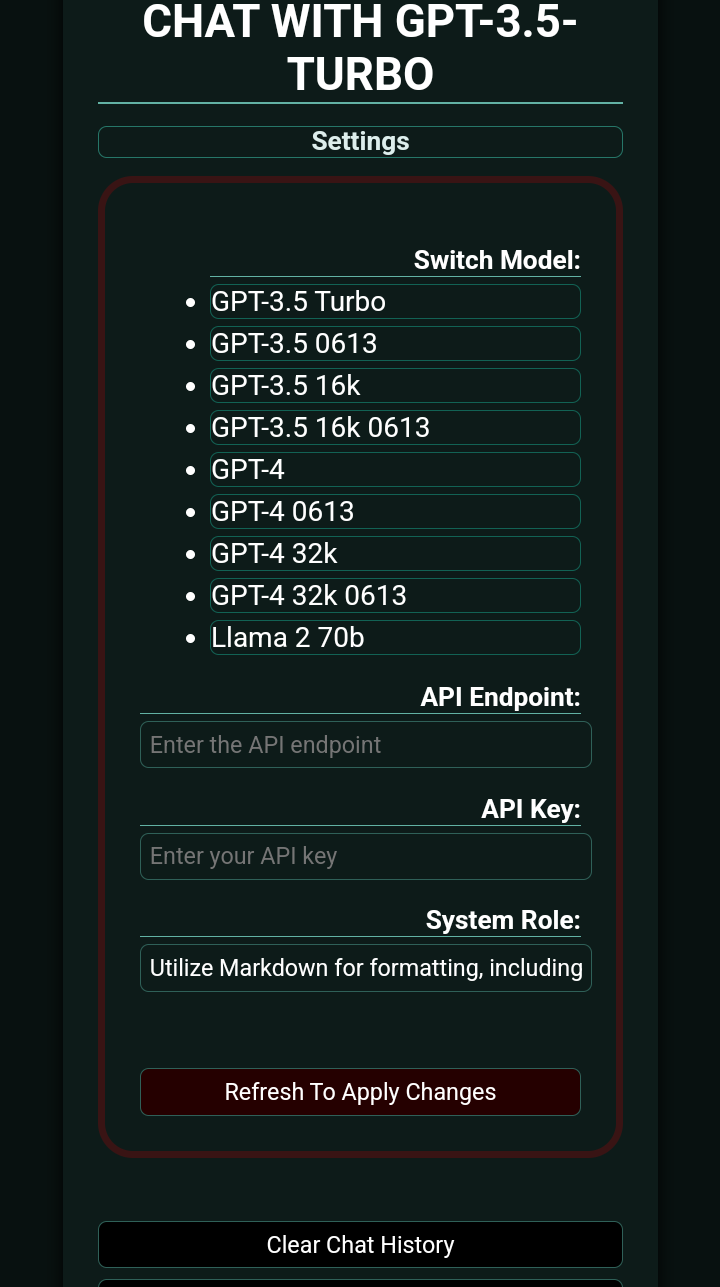 CHAT WITH GPT-3.5-
TURBO
Settings
Switch Model:
GPT-3.5 Turbo
GPT-3.5 0613
GPT-3.5 16k
GPT-3.5 16k 0613
GPT-4
GPT-4 0613
GPT-4 32k
GPT-4 32k 0613
Llama 2 70b
API Endpoint:
Enter the API endpoint
API Key:
Enter your API key
System Role:
Utilize Markdown for formatting, including
Refresh To Apply Changes
Clear Chat History